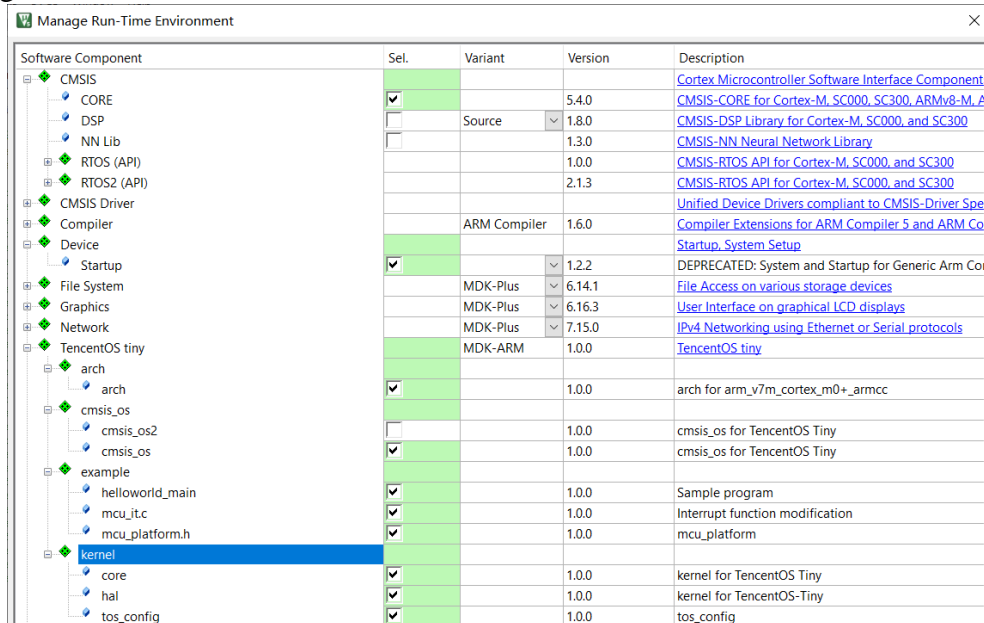 Manage Run-Time Environment
Software Component Sel. Variant Version Description
CMSIS Cortex Microcontroller Software Interface Component
CORE 5.4.0 CMSIS-CORE for Cortex-M, SC000, SC300, ARMv8-M, A
DSP Source 1.8.0 CMSIS-DSP Library for Cortex-M, SC000, and SC300
NN Lib 1.3.0 CMSIS-NN Neural Network Library
RTOS (API) 1.0.0 CMSIS-RTOS API for Cortex-M, SC000, and SC300
RTOS2 (API) 2.1.3 CMSIS-RTOS API for Cortex-M, SC000, and SC300
CMSIS Driver Unified Device Drivers compliant to CMSIS-Driver Spe
Compiler ARM Compiler 1.6.0 Compiler Extensions for ARM Compiler 5 and ARM Co
Device Startup, System Setup
Startup 1.2.2 DEPRECATED: System and Startup for Generic Arm Cor
File System MDK-Plus 6.14.1 File Access on various storage devices
Graphics MDK-Plus 6.16.3 User Interface on graphical LCD displays
Network MDK-Plus 7.15.0 IPv4 Networking using Ethernet or Serial protocols
TencentOS tiny MDK-ARM 1.0.0 TencentOS tiny
arch
arch 1.0.0 arch for arm_v7m_cortex_m0+_armcc
cmsis_os
cmsis_os2 1.0.0 cmsis_os for TencentOS Tiny
cmsis_os 1.0.0 cmsis_os for TencentOS Tiny
example
helloworld_main 1.0.0 Sample program
mcu_it.c 1.0.0 Interrupt function modification
mcu_platform.h 1.0.0 mcu_platform
kernel
core 1.0.0 kernel for TencentOS Tiny
hal 1.0.0 kernel for TencentOS-Tiny
tos_config 1.0.0 tos_config